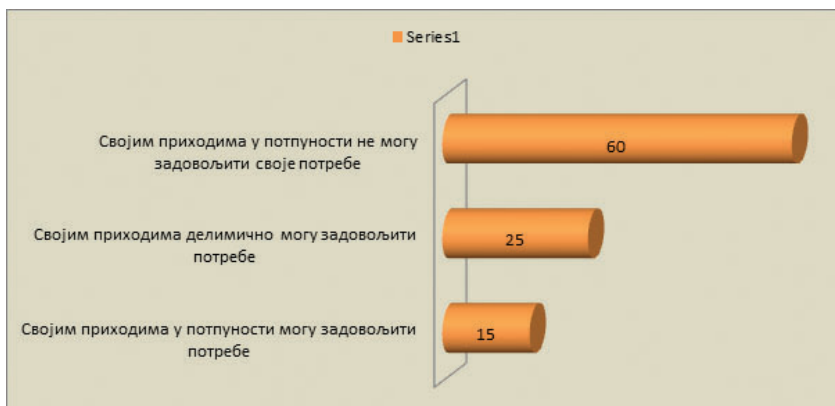 Series1
Својим приходима у потпуности не могу
задовољити своје потребе
60
Својим приходима делимично могу задовољити
потребе
25
Својим приходима у потпуности могу задовољити
потребе
15